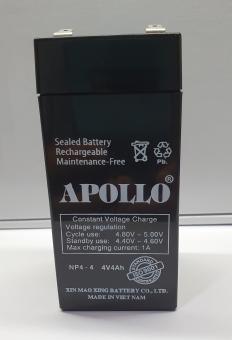 Sealed Battery
Rechargeable
Maintenance-Free
Pb.
APOLLO®
Constant Voltage Charge
Voltage regulation
Cycle use: 4.80V - 5.00V
Standby use: 4.40V - 4.60V
Max charging current: 1A
NP4 - 4 4V4Ah
ISO 9001
XIN MAO XING BATTERY CO., LTD.
MADE IN VIET NAM